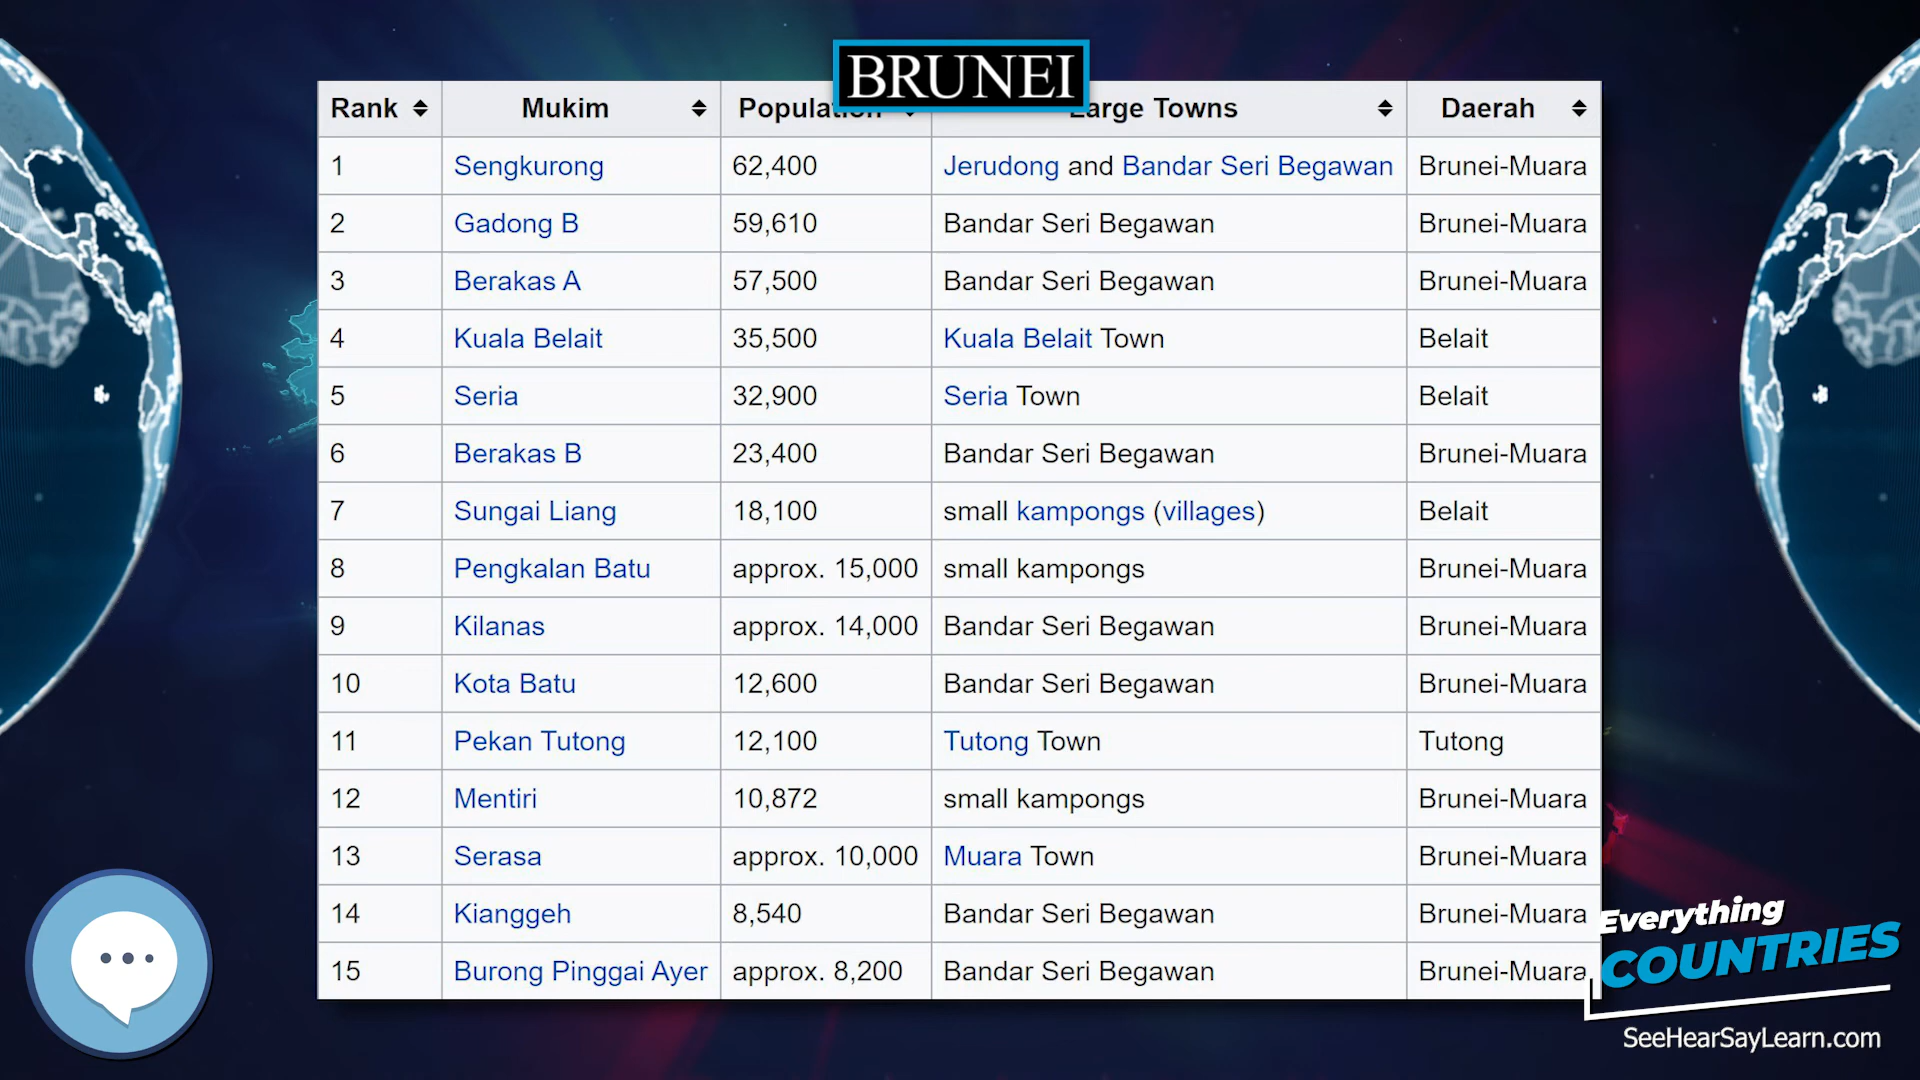 BRUNEI
Rank Mukim Population Large Towns Daerah
1 Sengkurong 62,400 Jerudong and Bandar Seri Begawan Brunei-Muara
2 Gadong B 59,610 Bandar Seri Begawan Brunei-Muara
3 Berakas A 57,500 Bandar Seri Begawan Brunei-Muara
4 Kuala Belait 35,500 Kuala Belait Town Belait
5 Seria 32,900 Seria Town Belait
6 Berakas B 23,400 Bandar Seri Begawan Brunei-Muara
7 Sungai Liang 18,100 small kampongs (villages) Belait
8 Pengkalan Batu approx. 15,000 small kampongs Brunei-Muara
9 Kilanas approx. 14,000 Bandar Seri Begawan Brunei-Muara
10 Kota Batu 12,600 Bandar Seri Begawan Brunei-Muara
11 Pekan Tutong 12,100 Tutong Town Tutong
12 Mentiri 10,872 small kampongs Brunei-Muara
13 Serasa approx. 10,000 Muara Town Brunei-Muara
14 Kianggeh 8,540 Bandar Seri Begawan Brunei-Muara
15 Burong Pinggai Ayer approx. 8,200 Bandar Seri Begawan Brunei-Muara
Everything
COUNTRIES
SeeHearSayLearn.com